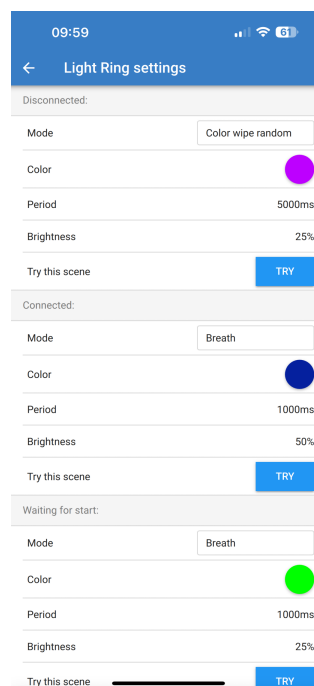 09:59
61
Light Ring settings
Disconnected:
Mode Color wipe random
Color
Period 5000ms
Brightness 25%
Try this scene TRY
Connected:
Mode Breath
Color
Period 1000ms
Brightness 50%
Try this scene TRY
Waiting for start:
Mode Breath
Color
Period 1000ms
Brightness 25%
Try this scene TRY